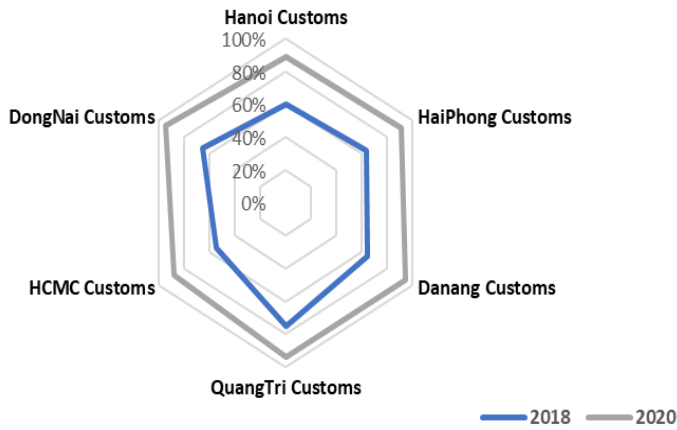 Hanoi Customs
100%
80%
60%
40%
20%
0%
DongNai Customs
HaiPhong Customs
HCMC Customs
Danang Customs
QuangTri Customs
2018
2020